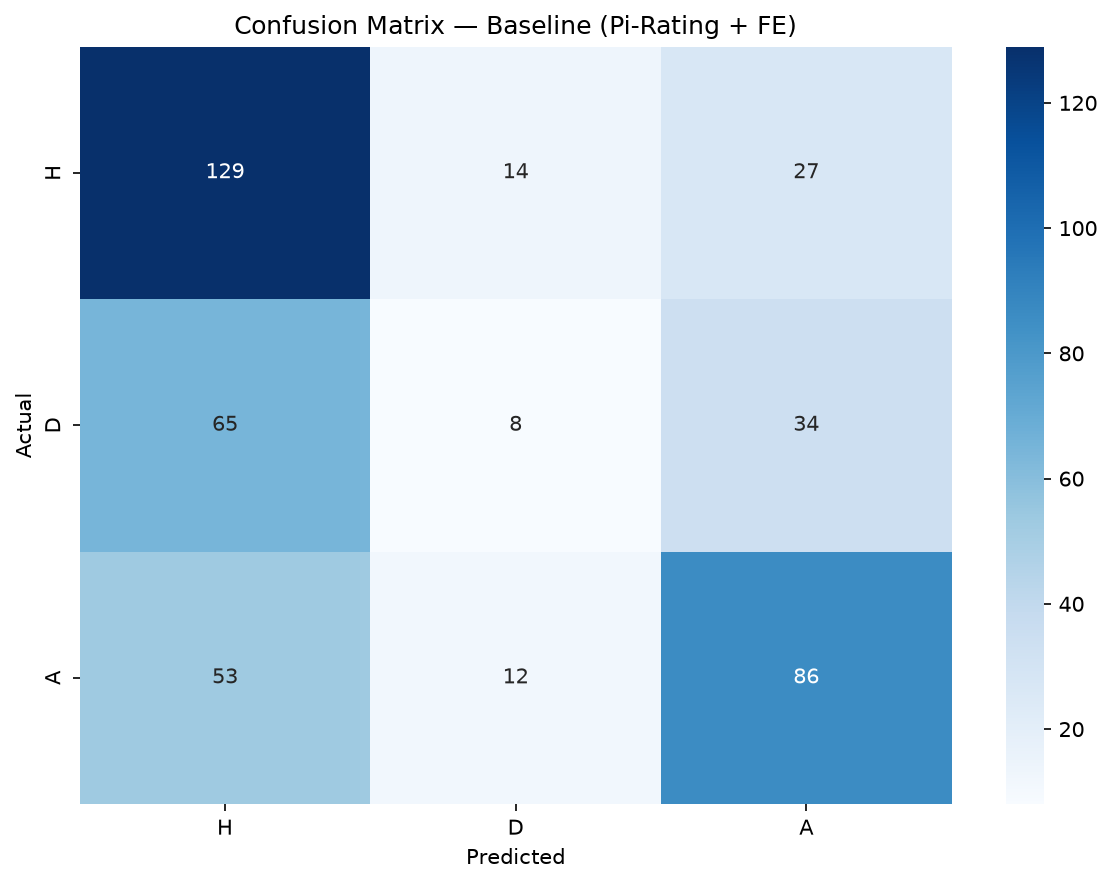 Confusion Matrix — Baseline (Pi-Rating + FE)
H 129 14 27
D 65 8 34
A 53 12 86
H D A
Predicted
Actual
120
100
80
60
40
20